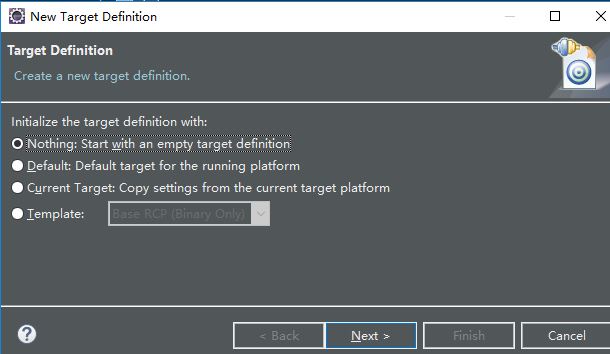 New Target Definition
Target Definition
Create a new target definition.
Initialize the target definition with:
Nothing: Start with an empty target definition
Default: Default target for the running platform
Current Target: Copy settings from the current target platform
Template: Base RCP (Binary Only)
? < Back Next > Finish Cancel